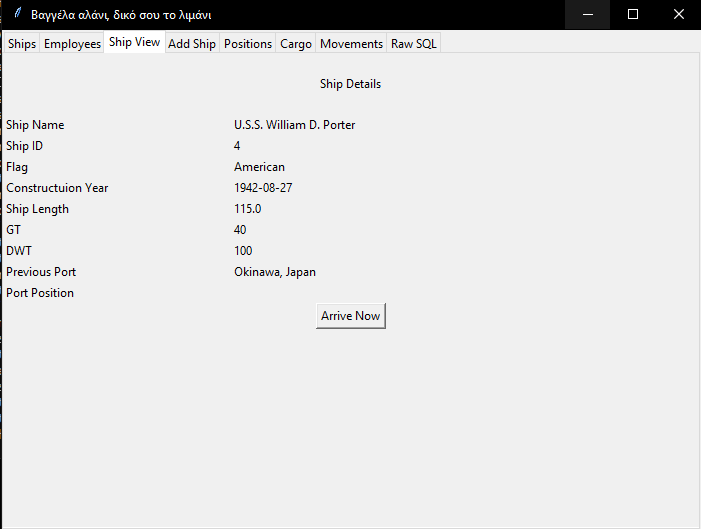 Βαγγέλα αλάνι, δικό σου το λιμάνι
Ships Employees Ship View Add Ship Positions Cargo Movements Raw SQL
Ship Details
Ship Name U.S.S. William D. Porter
Ship ID 4
Flag American
Constructuion Year 1942-08-27
Ship Length 115.0
GT 40
DWT 100
Previous Port Okinawa, Japan
Port Position
Arrive Now